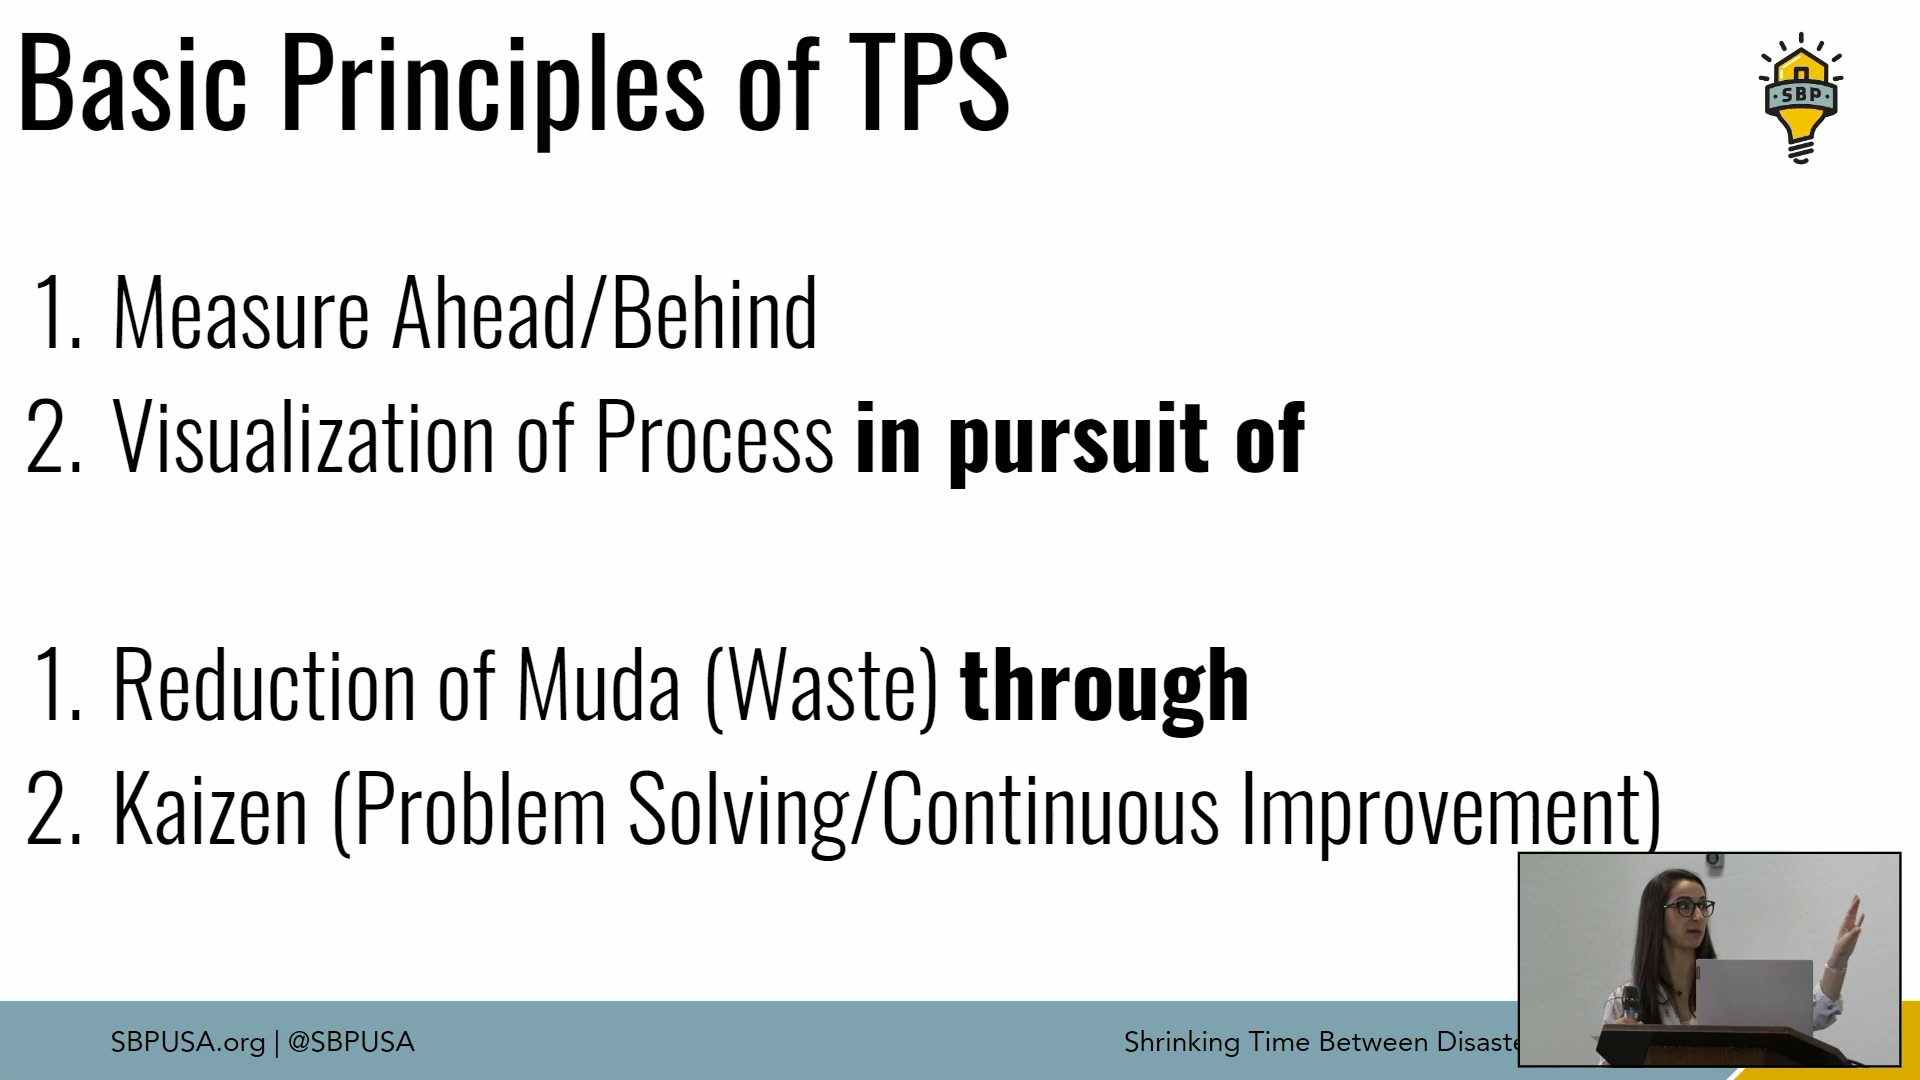 Basic Principles of TPS
SBP
1. Measure Ahead/Behind
2. Visualization of Process in pursuit of
1. Reduction of Muda (Waste) through
2. Kaizen (Problem Solving/Continuous Improvement)
SBPUSA.org | @SBPUSA
Shrinking Time Between